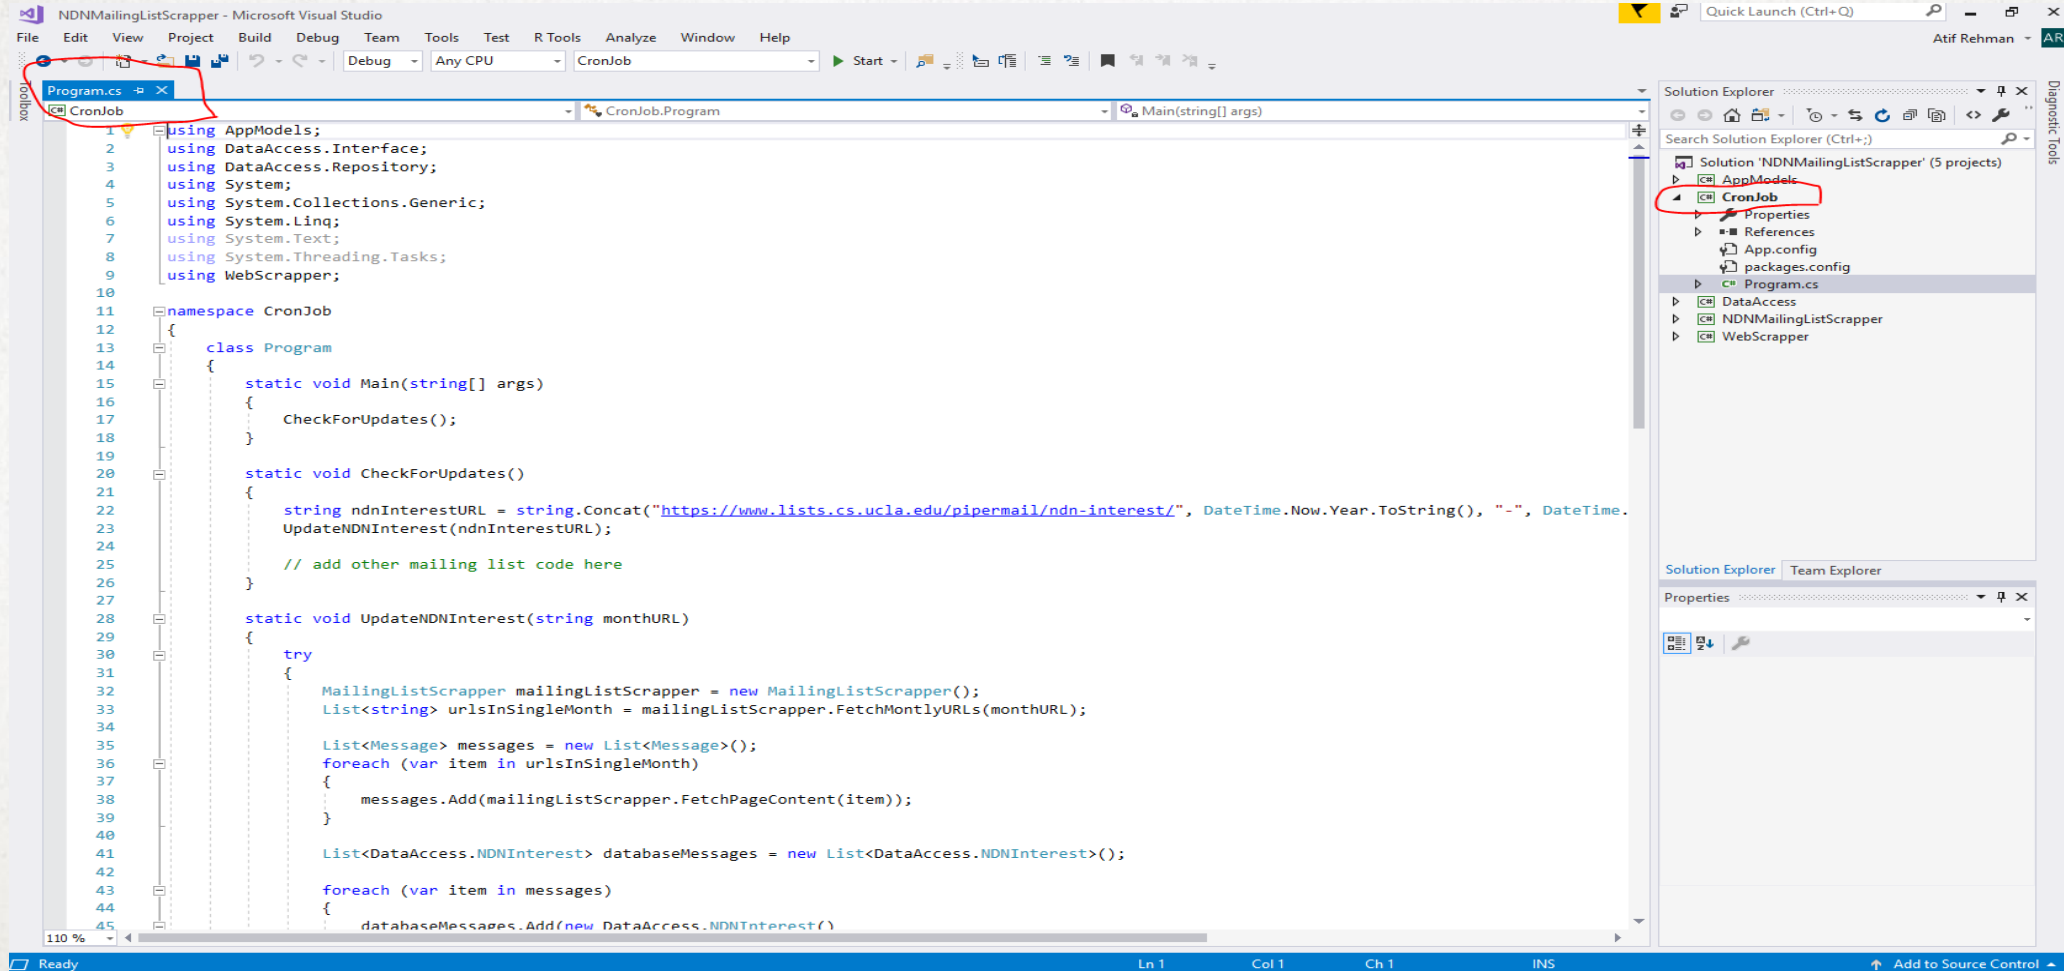 NDNMailingListScrapper - Microsoft Visual Studio
Quick Launch (Ctrl+Q)
File Edit View Project Build Debug Team Tools Test R Tools Analyze Window Help
Atif Rehman AR
Debug Any CPU CronJob Start
Toolbox
Program.cs
CronJob CronJob.Program Main(string[] args)
1 using AppModels;
2 using DataAccess.Interface;
3 using DataAccess.Repository;
4 using System;
5 using System.Collections.Generic;
6 using System.Linq;
7 using System.Text;
8 using System.Threading.Tasks;
9 using WebScrapper;
10
11 namespace CronJob
12 {
13 class Program
14 {
15 static void Main(string[] args)
16 {
17 CheckForUpdates();
18 }
19
20 static void CheckForUpdates()
21 {
22 string ndnInterestURL = string.Concat("https://www.lists.cs.ucla.edu/pipermail/ndn-interest/", DateTime.Now.Year.ToString(), "-", DateTime.
23 UpdateNDNInterest(ndnInterestURL);
24
25 // add other mailing list code here
26 }
27
28 static void UpdateNDNInterest(string monthURL)
29 {
30 try
31 {
32 MailingListScrapper mailingListScrapper = new MailingListScrapper();
33 List<string> urlsInSingleMonth = mailingListScrapper.FetchMontlyURLs(monthURL);
34
35 List<Message> messages = new List<Message>();
36 foreach (var item in urlsInSingleMonth)
37 {
38 messages.Add(mailingListScrapper.FetchPageContent(item));
39 }
40
41 List<DataAccess.NDNInterest> databaseMessages = new List<DataAccess.NDNInterest>();
42
43 foreach (var item in messages)
44 {
45 databaseMessages.Add(new DataAccess.NDNInterest()
110 %
Solution Explorer
Search Solution Explorer (Ctrl+;)
Solution 'NDNMailingListScrapper' (5 projects)
AppModels
CronJob
Properties
References
App.config
packages.config
Program.cs
DataAccess
NDNMailingListScrapper
WebScrapper
Solution Explorer Team Explorer
Properties
Diagnostic Tools
Ready Ln 1 Col 1 Ch 1 INS Add to Source Control